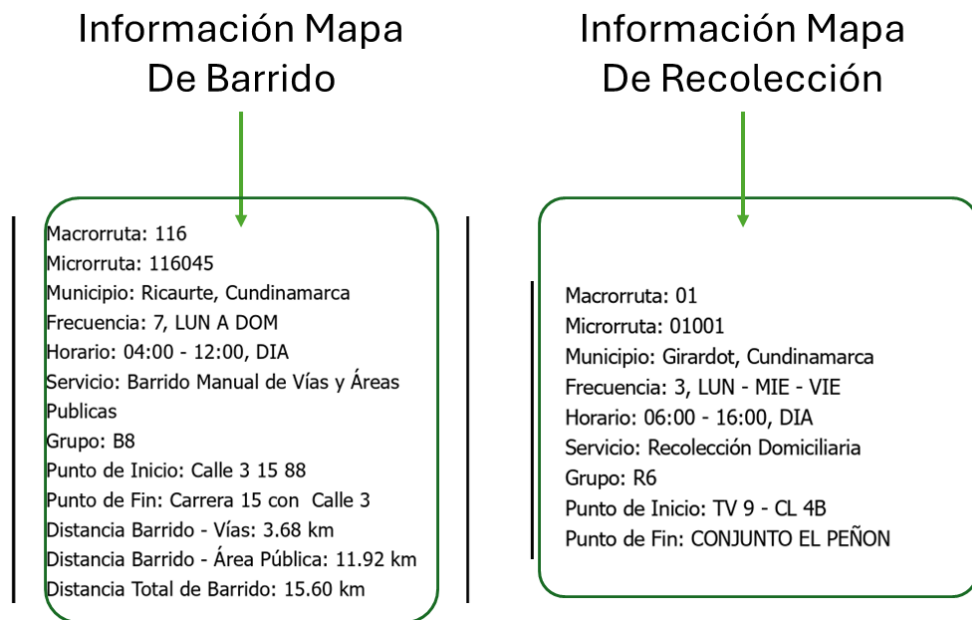 Información Mapa
De Barrido
Macrorruta: 116
Microrruta: 116045
Municipio: Ricaurte, Cundinamarca
Frecuencia: 7, LUN A DOM
Horario: 04:00 - 12:00, DIA
Servicio: Barrido Manual de Vías y Áreas
Publicas
Grupo: B8
Punto de Inicio: Calle 3 15 88
Punto de Fin: Carrera 15 con  Calle 3
Distancia Barrido - Vías: 3.68 km
Distancia Barrido - Área Pública: 11.92 km
Distancia Total de Barrido: 15.60 km
Información Mapa
De Recolección
Macrorruta: 01
Microrruta: 01001
Municipio: Girardot, Cundinamarca
Frecuencia: 3, LUN - MIE - VIE
Horario: 06:00 - 16:00, DIA
Servicio: Recolección Domiciliaria
Grupo: R6
Punto de Inicio: TV 9 - CL 4B
Punto de Fin: CONJUNTO EL PEÑON